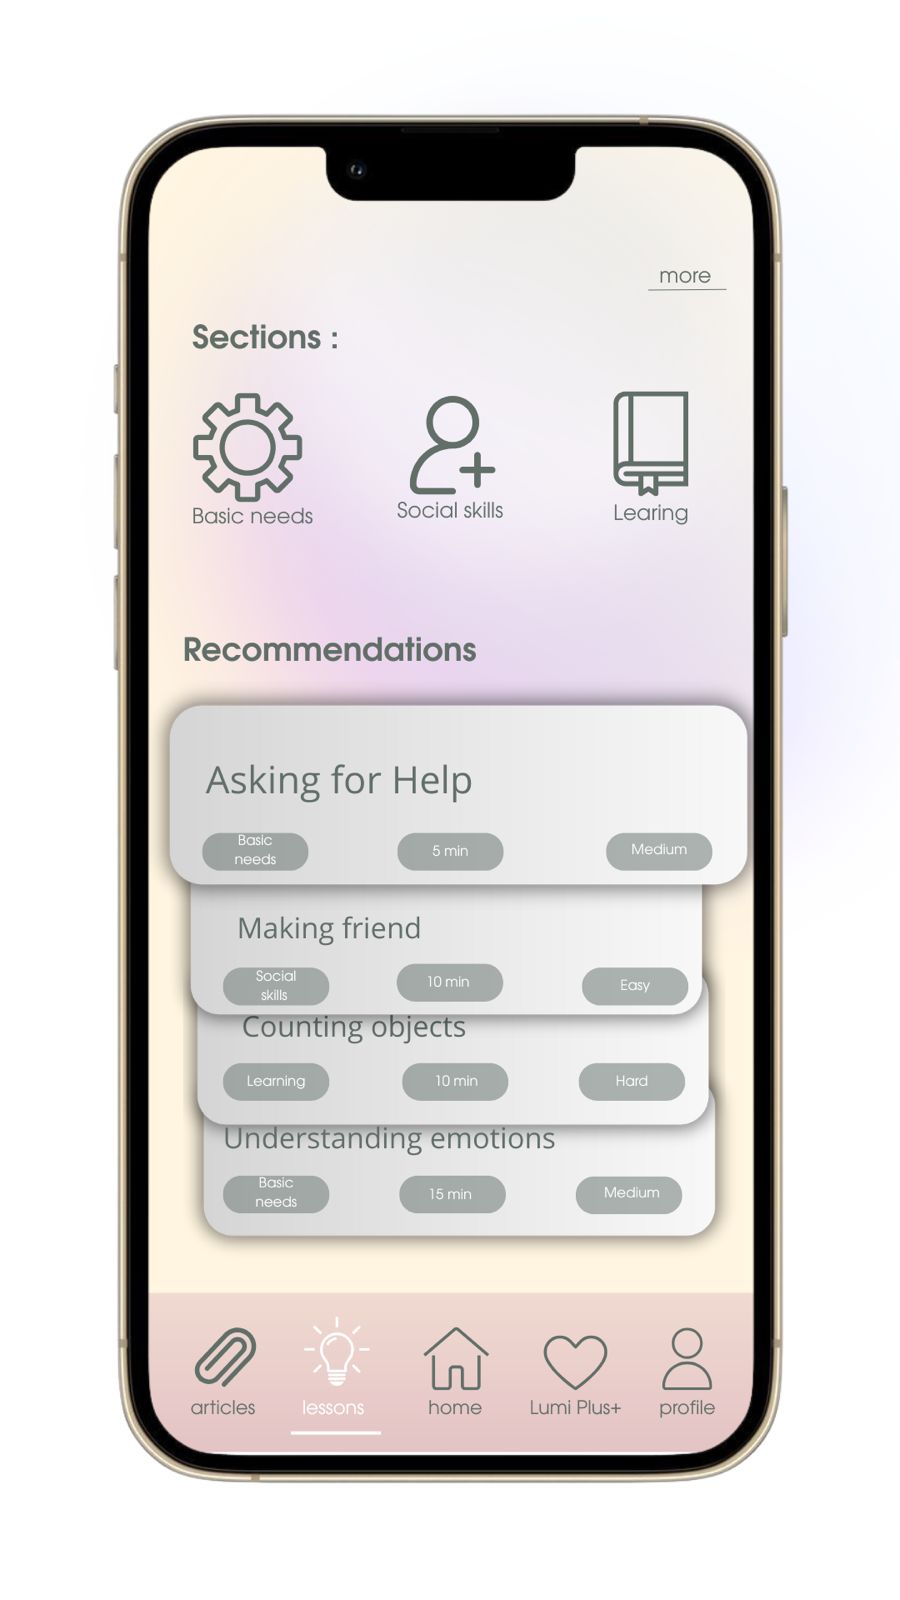 more
Sections :
Basic needs
Social skills
Learing
Recommendations
Asking for Help
Basic
needs
5 min
Medium
Making friend
Social
skills
10 min
Easy
Counting objects
Learning
10 min
Hard
Understanding emotions
Basic
needs
15 min
Medium
articles
lessons
home
Lumi Plus+
profile